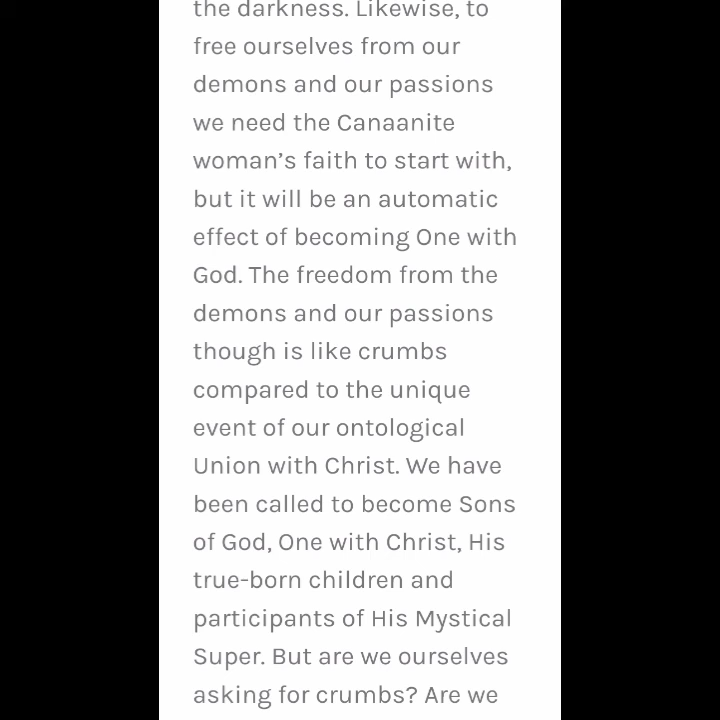 the darkness. Likewise, to
free ourselves from our
demons and our passions
we need the Canaanite
woman’s faith to start with,
but it will be an automatic
effect of becoming One with
God. The freedom from the
demons and our passions
though is like crumbs
compared to the unique
event of our ontological
Union with Christ. We have
been called to become Sons
of God, One with Christ, His
true-born children and
participants of His Mystical
Super. But are we ourselves
asking for crumbs? Are we